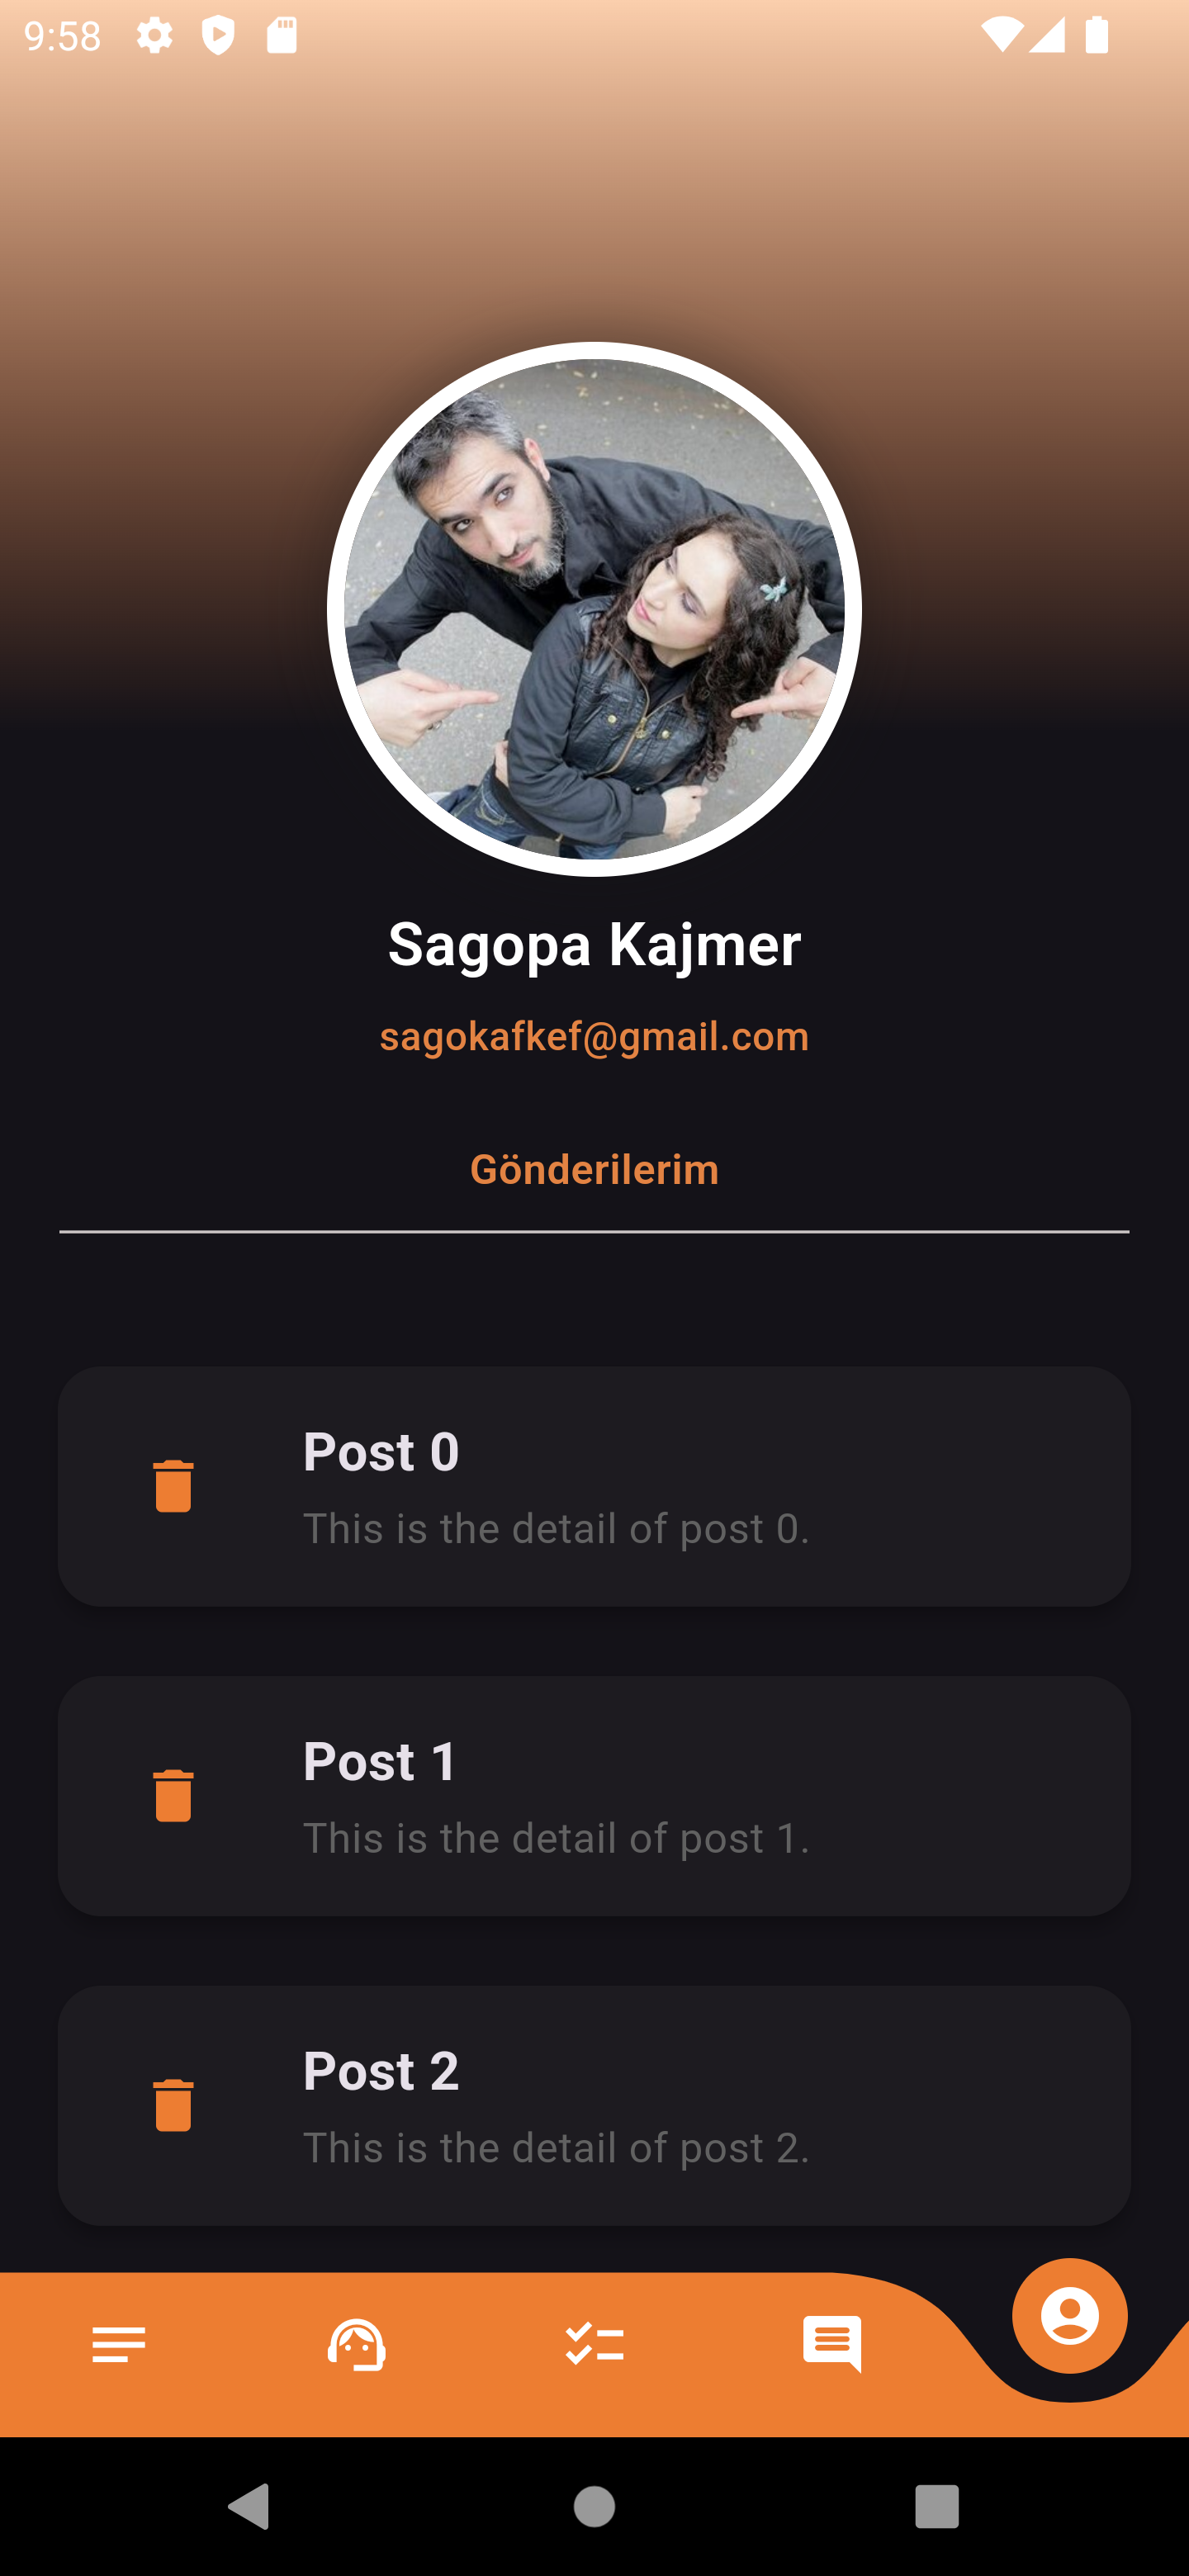 9:58
Sagopa Kajmer
sagokafkef@gmail.com
Gönderilerim
Post 0
This is the detail of post 0.
Post 1
This is the detail of post 1.
Post 2
This is the detail of post 2.